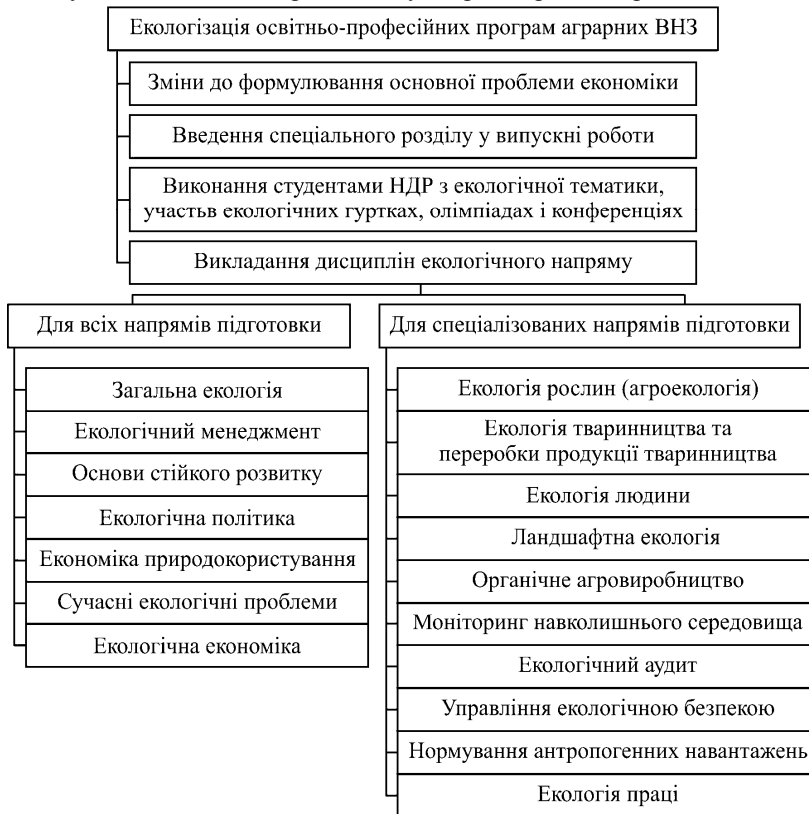 Екологізація освітньо-професійних програм аграрних ВНЗ
Зміни до формулювання основної проблеми економіки
Введення спеціального розділу у випускні роботи
Виконання студентами НДР з екологічної тематики,
участьв екологічних гуртках, олімпіадах і конференціях
Викладання дисциплін екологічного напряму
Для всіх напрямів підготовки
Загальна екологія
Екологічний менеджмент
Основи стійкого розвитку
Екологічна політика
Економіка природокористування
Сучасні екологічні проблеми
Екологічна економіка
Для спеціалізованих напрямів підготовки
Екологія рослин (агроекологія)
Екологія тваринництва та
переробки продукції тваринництва
Екологія людини
Ландшафтна екологія
Органічне агровиробництво
Моніторинг навколишнього середовища
Екологічний аудит
Управління екологічною безпекою
Нормування антропогенних навантажень
Екологія праці